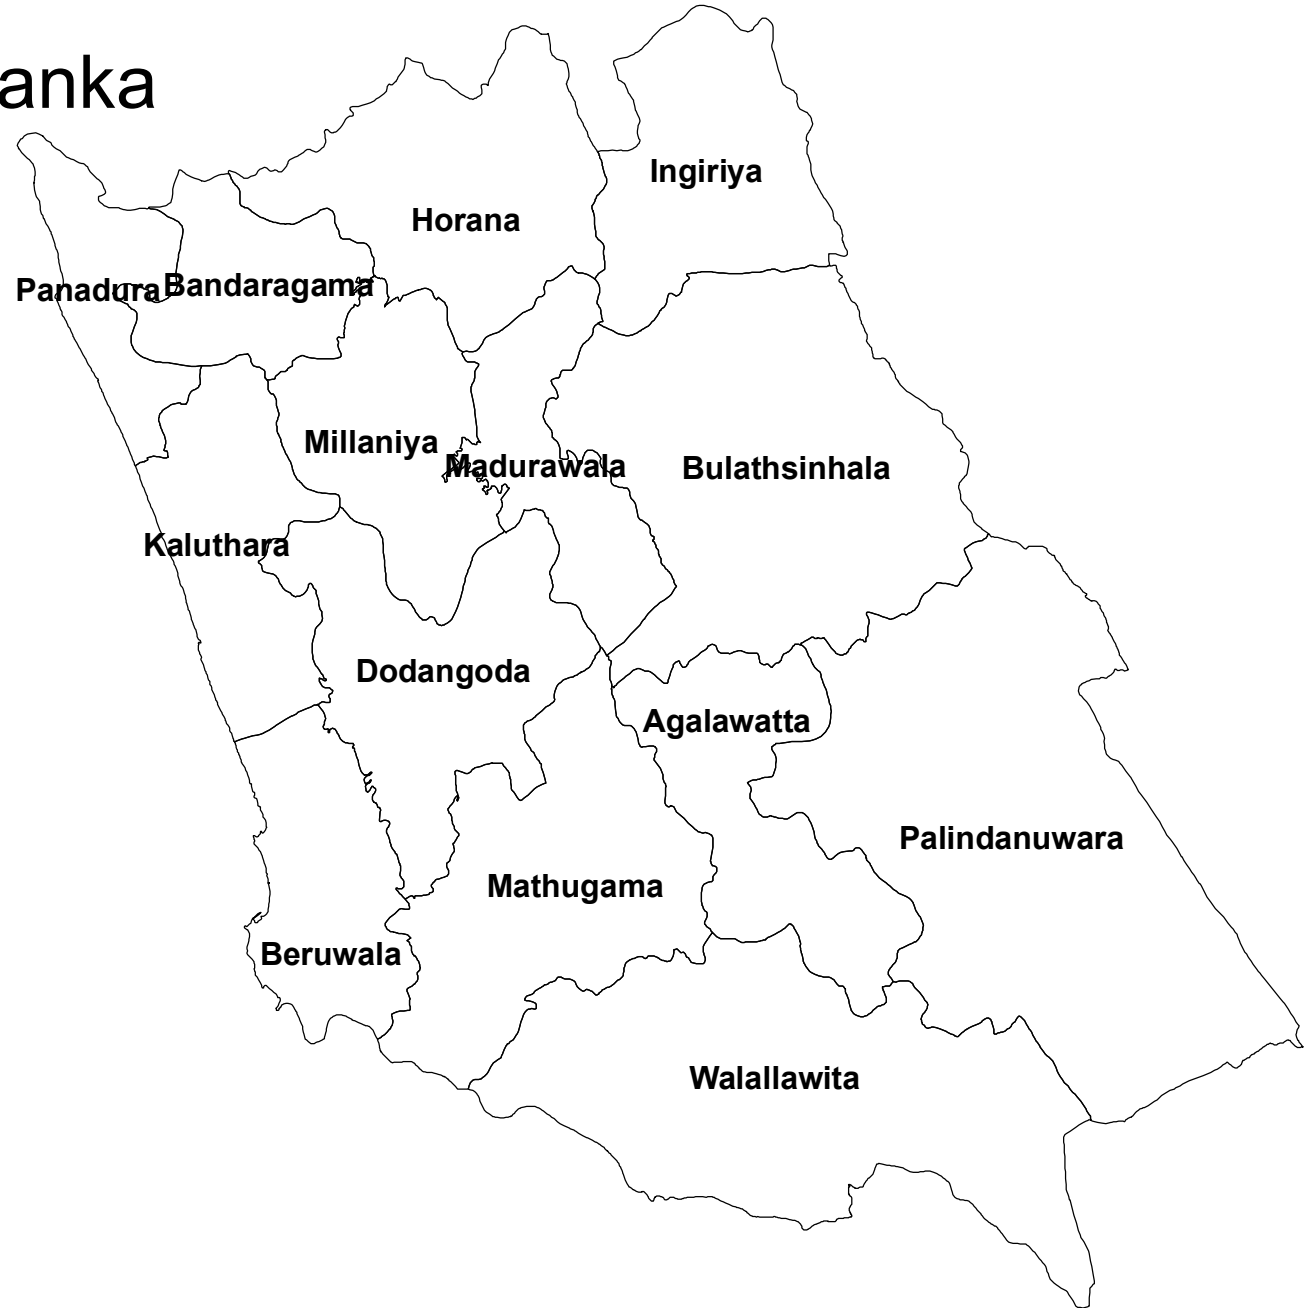 anka
Ingiriya
Horana
Panadura
Bandaragama
Millaniya
Madurawala
Bulathsinhala
Kaluthara
Dodangoda
Agalawatta
Palindanuwara
Mathugama
Beruwala
Walallawita